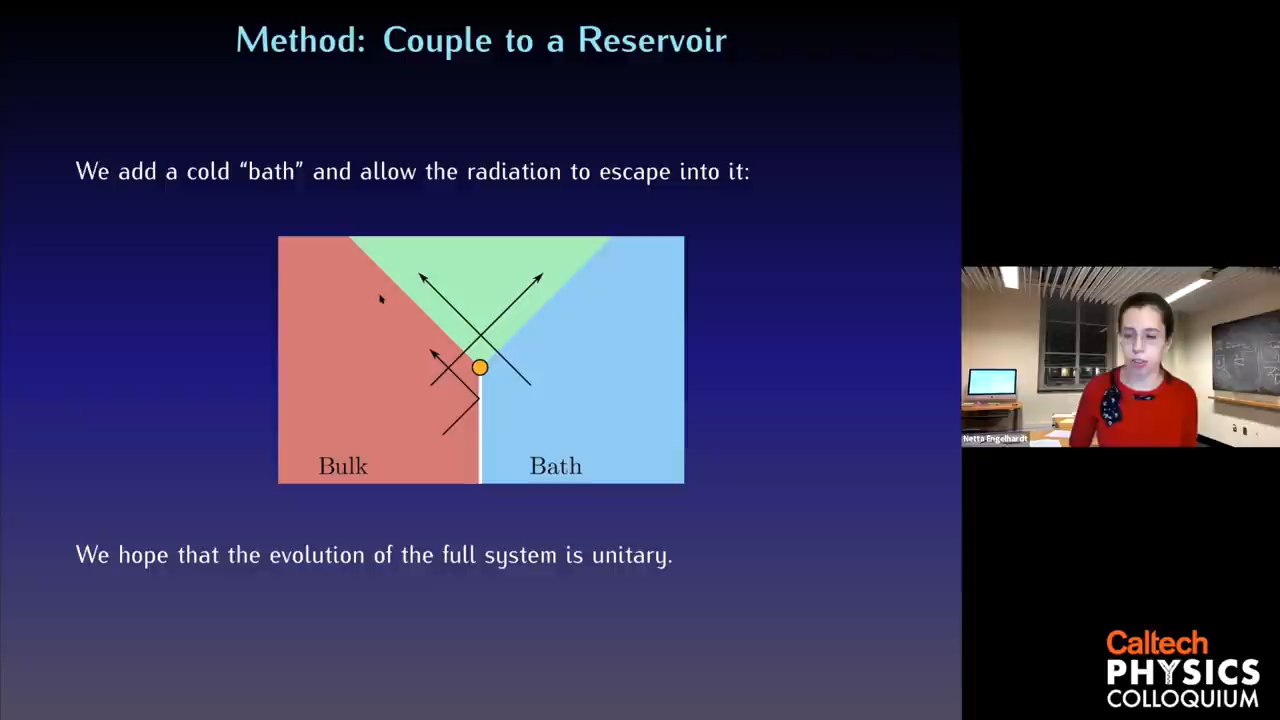 Method: Couple to a Reservoir
We add a cold “bath” and allow the radiation to escape into it:
Bulk
Bath
We hope that the evolution of the full system is unitary.
Netta Engelhardt
Caltech
PHYSICS
COLLOQUIUM